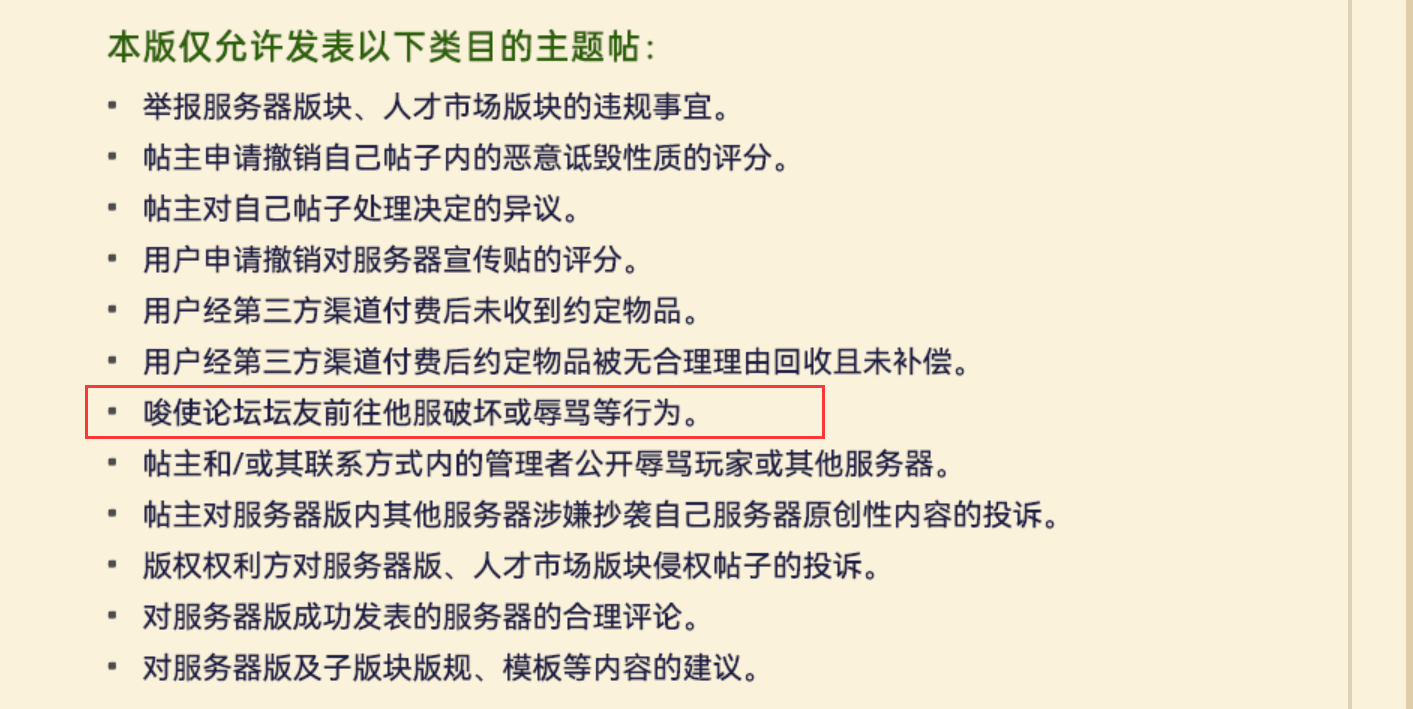 本版仅允许发表以下类目的主题帖：
▪ 举报服务器版块、人才市场版块的违规事宜。
▪ 帖主申请撤销自己帖子内的恶意诋毁性质的评分。
▪ 帖主对自己帖子处理决定的异议。
▪ 用户申请撤销对服务器宣传贴的评分。
▪ 用户经第三方渠道付费后未收到约定物品。
▪ 用户经第三方渠道付费后约定物品被无合理理由回收且未补偿。
▪ 唆使论坛坛友前往他服破坏或辱骂等行为。
▪ 帖主和/或其联系方式内的管理者公开辱骂玩家或其他服务器。
▪ 帖主对服务器版内其他服务器涉嫌抄袭自己服务器原创性内容的投诉。
▪ 版权权利方对服务器版、人才市场版块侵权帖子的投诉。
▪ 对服务器版成功发表的服务器的合理评论。
▪ 对服务器版及子版块版规、模板等内容的建议。